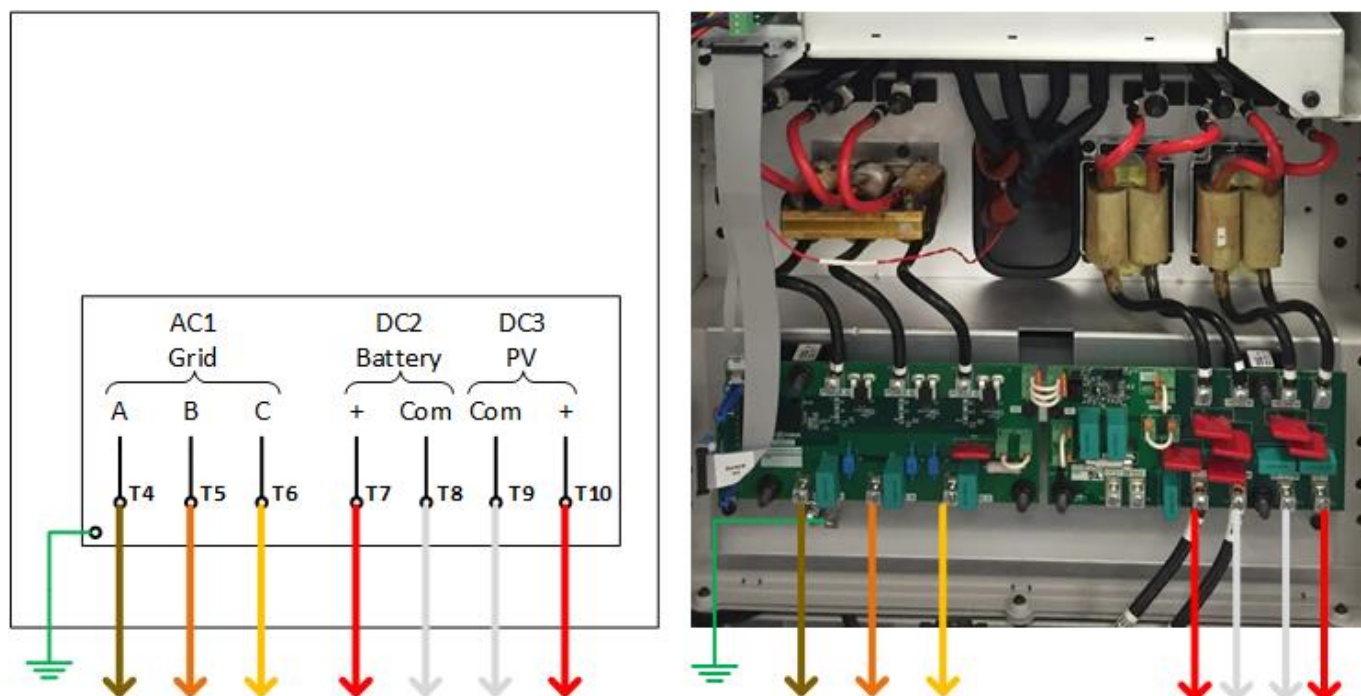 AC1 DC2 DC3
Grid Battery PV
A B C + Com Com +
T4 T5 T6 T7 T8 T9 T10